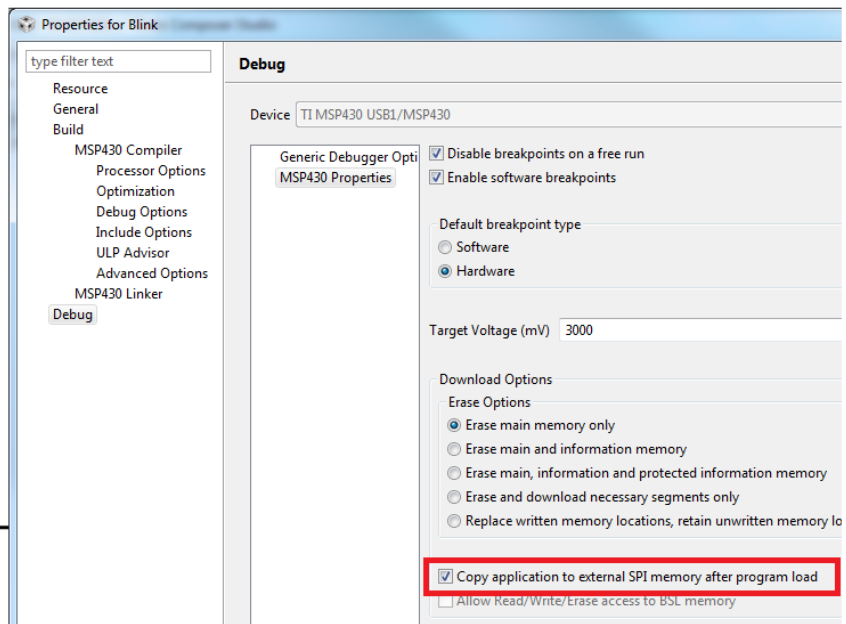 Properties for Blink
type filter text
Resource
General
Build
MSP430 Compiler
Processor Options
Optimization
Debug Options
Include Options
ULP Advisor
Advanced Options
MSP430 Linker
Debug
Debug
Device TI MSP430 USB1/MSP430
Generic Debugger Opti
MSP430 Properties
Disable breakpoints on a free run
Enable software breakpoints
Default breakpoint type
Software
Hardware
Target Voltage (mV) 3000
Download Options
Erase Options
Erase main memory only
Erase main and information memory
Erase main, information and protected information memory
Erase and download necessary segments only
Replace written memory locations, retain unwritten memory lo
Copy application to external SPI memory after program load
Allow Read/Write/Erase access to BSL memory